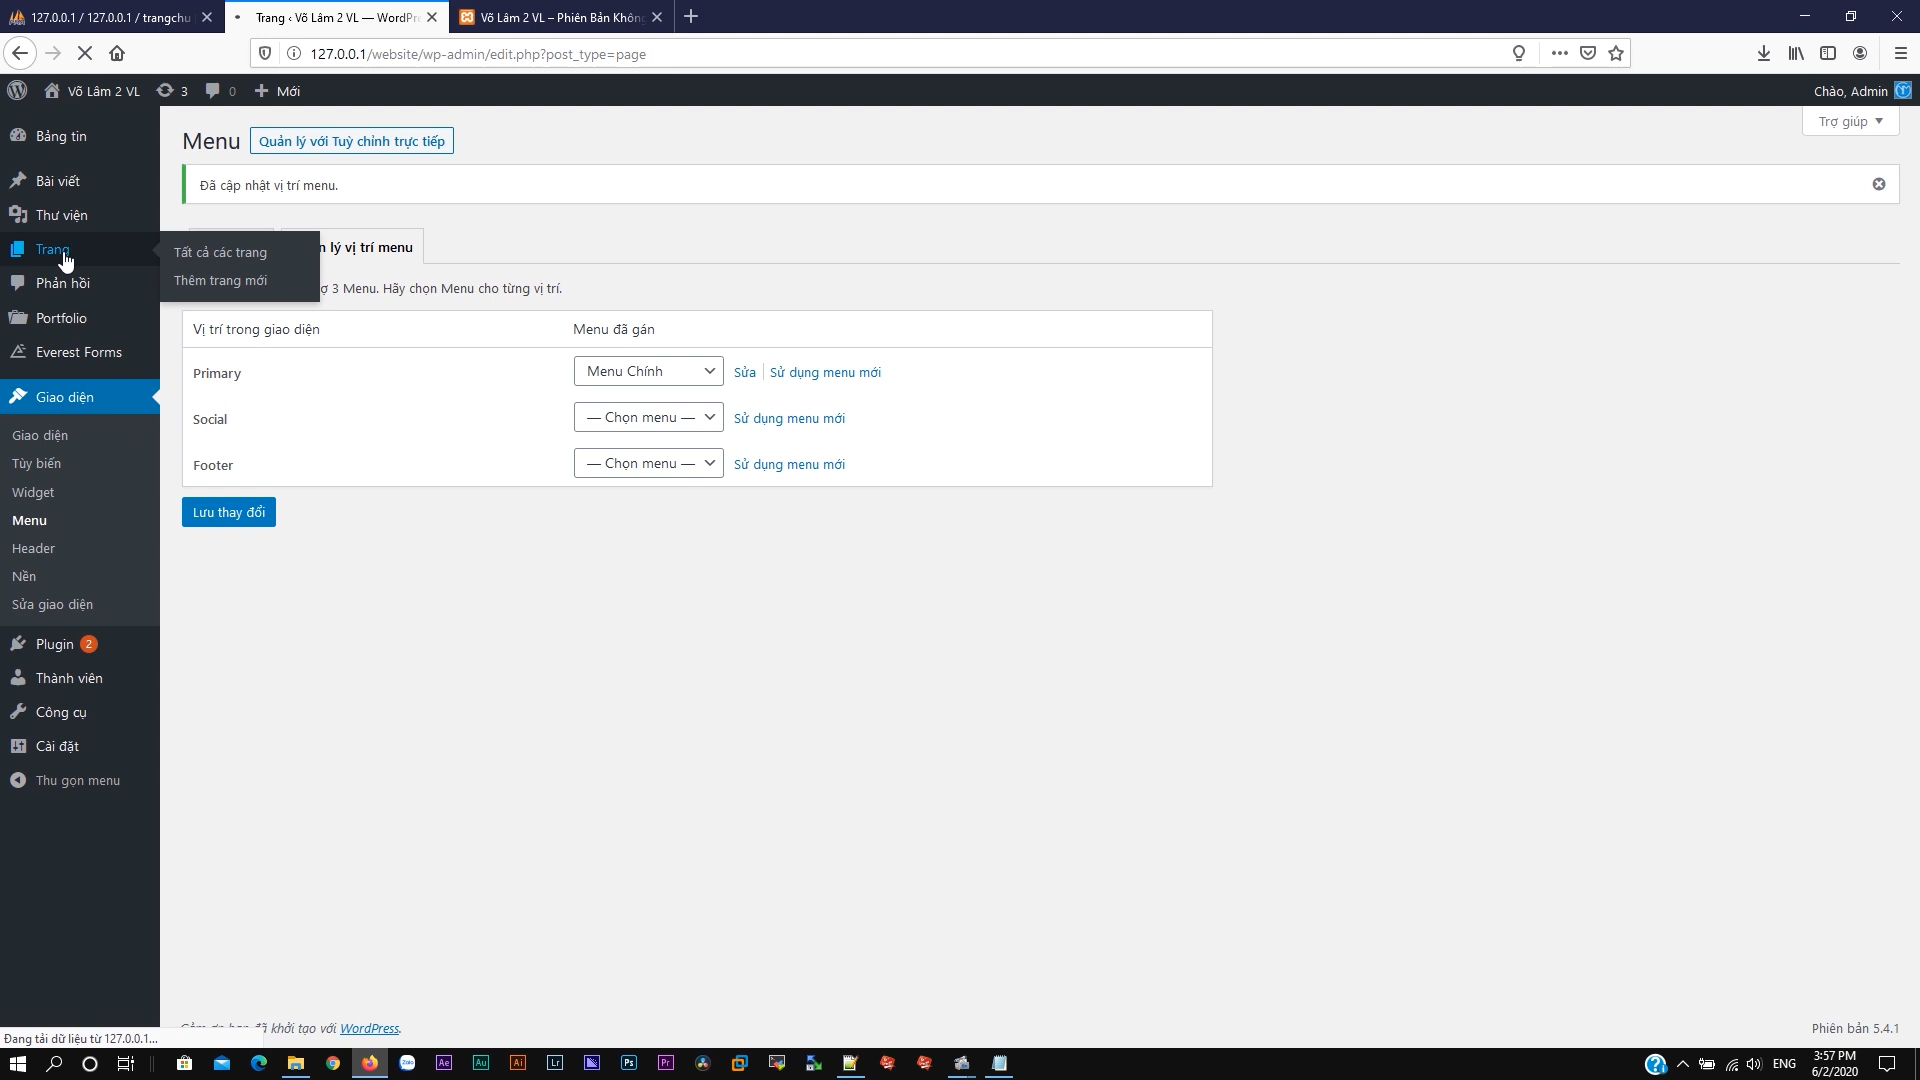 127.0.0.1 / 127.0.0.1 / trangchu
Trang ‹ Võ Lâm 2 VL — WordPre
Võ Lâm 2 VL – Phiên Bản Không
127.0.0.1/website/wp-admin/edit.php?post_type=page
Võ Lâm 2 VL
3
0
Mới
Chào, Admin
Bảng tin
Bài viết
Thư viện
Trang
Phản hồi
Portfolio
Everest Forms
Giao diện
Giao diện
Tùy biến
Widget
Menu
Header
Nền
Sửa giao diện
Plugin 2
Thành viên
Công cụ
Cài đặt
Thu gọn menu
Tất cả các trang
Thêm trang mới
Trợ giúp
Menu
Quản lý với Tuỳ chỉnh trực tiếp
Đã cập nhật vị trí menu.
lý vị trí menu
3 Menu. Hãy chọn Menu cho từng vị trí.
Vị trí trong giao diện
Menu đã gán
Primary
Menu Chính
Sửa
Sử dụng menu mới
Social
— Chọn menu —
Sử dụng menu mới
Footer
— Chọn menu —
Sử dụng menu mới
Lưu thay đổi
đã khởi tạo với WordPress.
Phiên bản 5.4.1
Đang tải dữ liệu từ 127.0.0.1...
Ae
Au
Ai
Lr
Ps
Pr
ENG
3:57 PM
6/2/2020